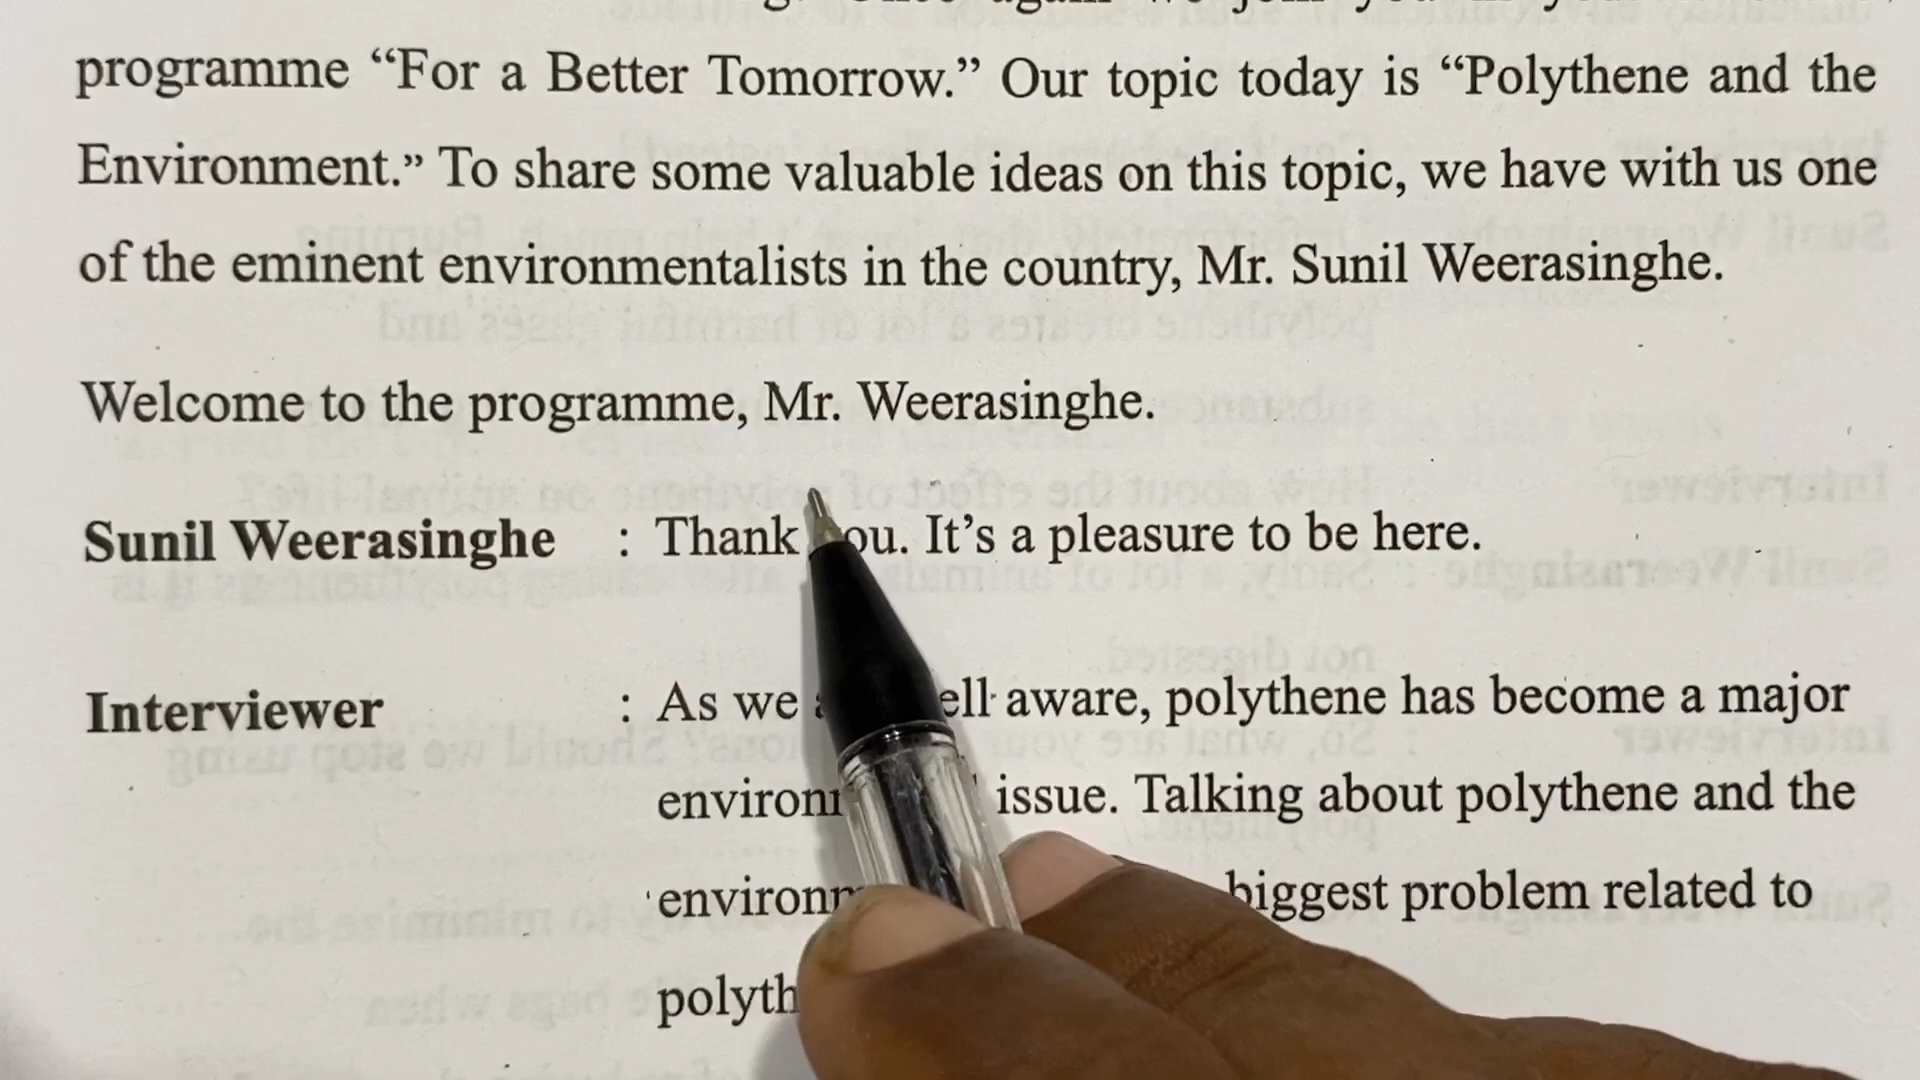 programme “For a Better Tomorrow.” Our topic today is “Polythene and the
Environment.” To share some valuable ideas on this topic, we have with us one
of the eminent environmentalists in the country, Mr. Sunil Weerasinghe.
Welcome to the programme, Mr. Weerasinghe.
Sunil Weerasinghe : Thank you. It’s a pleasure to be here.
Interviewer : As we aware, polythene has become a major
issue. Talking about polythene and the
biggest problem related to